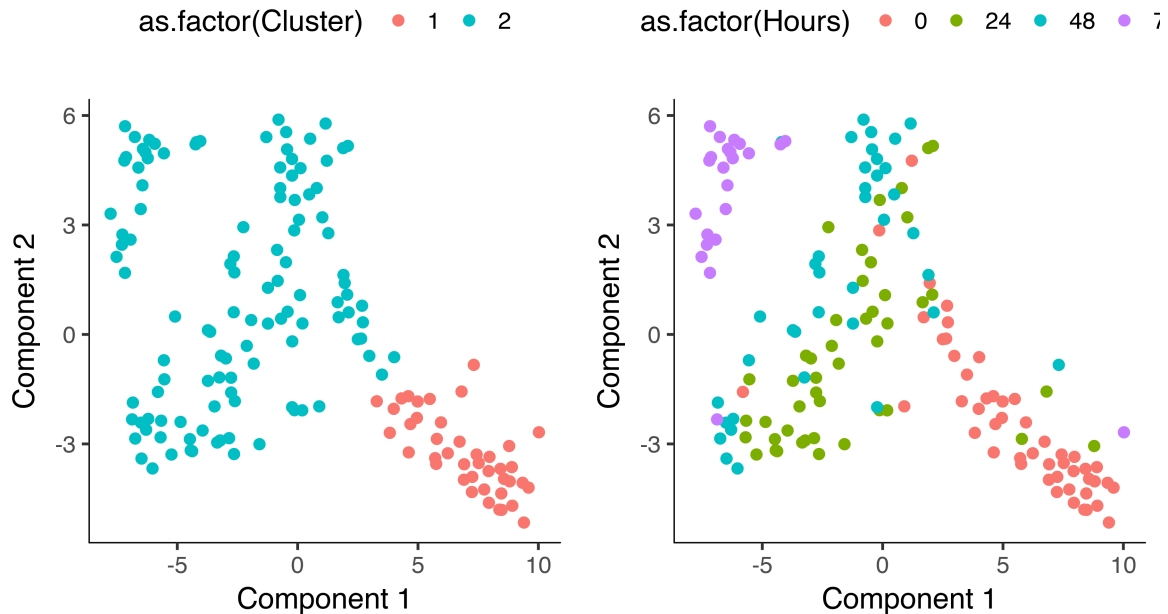 as.factor(Cluster) 1 2
6
3
0
-3
-5 0 5 10
Component 1
Component 2
as.factor(Hours) 0 24 48 7
6
3
0
-3
-5 0 5 10
Component 1
Component 2